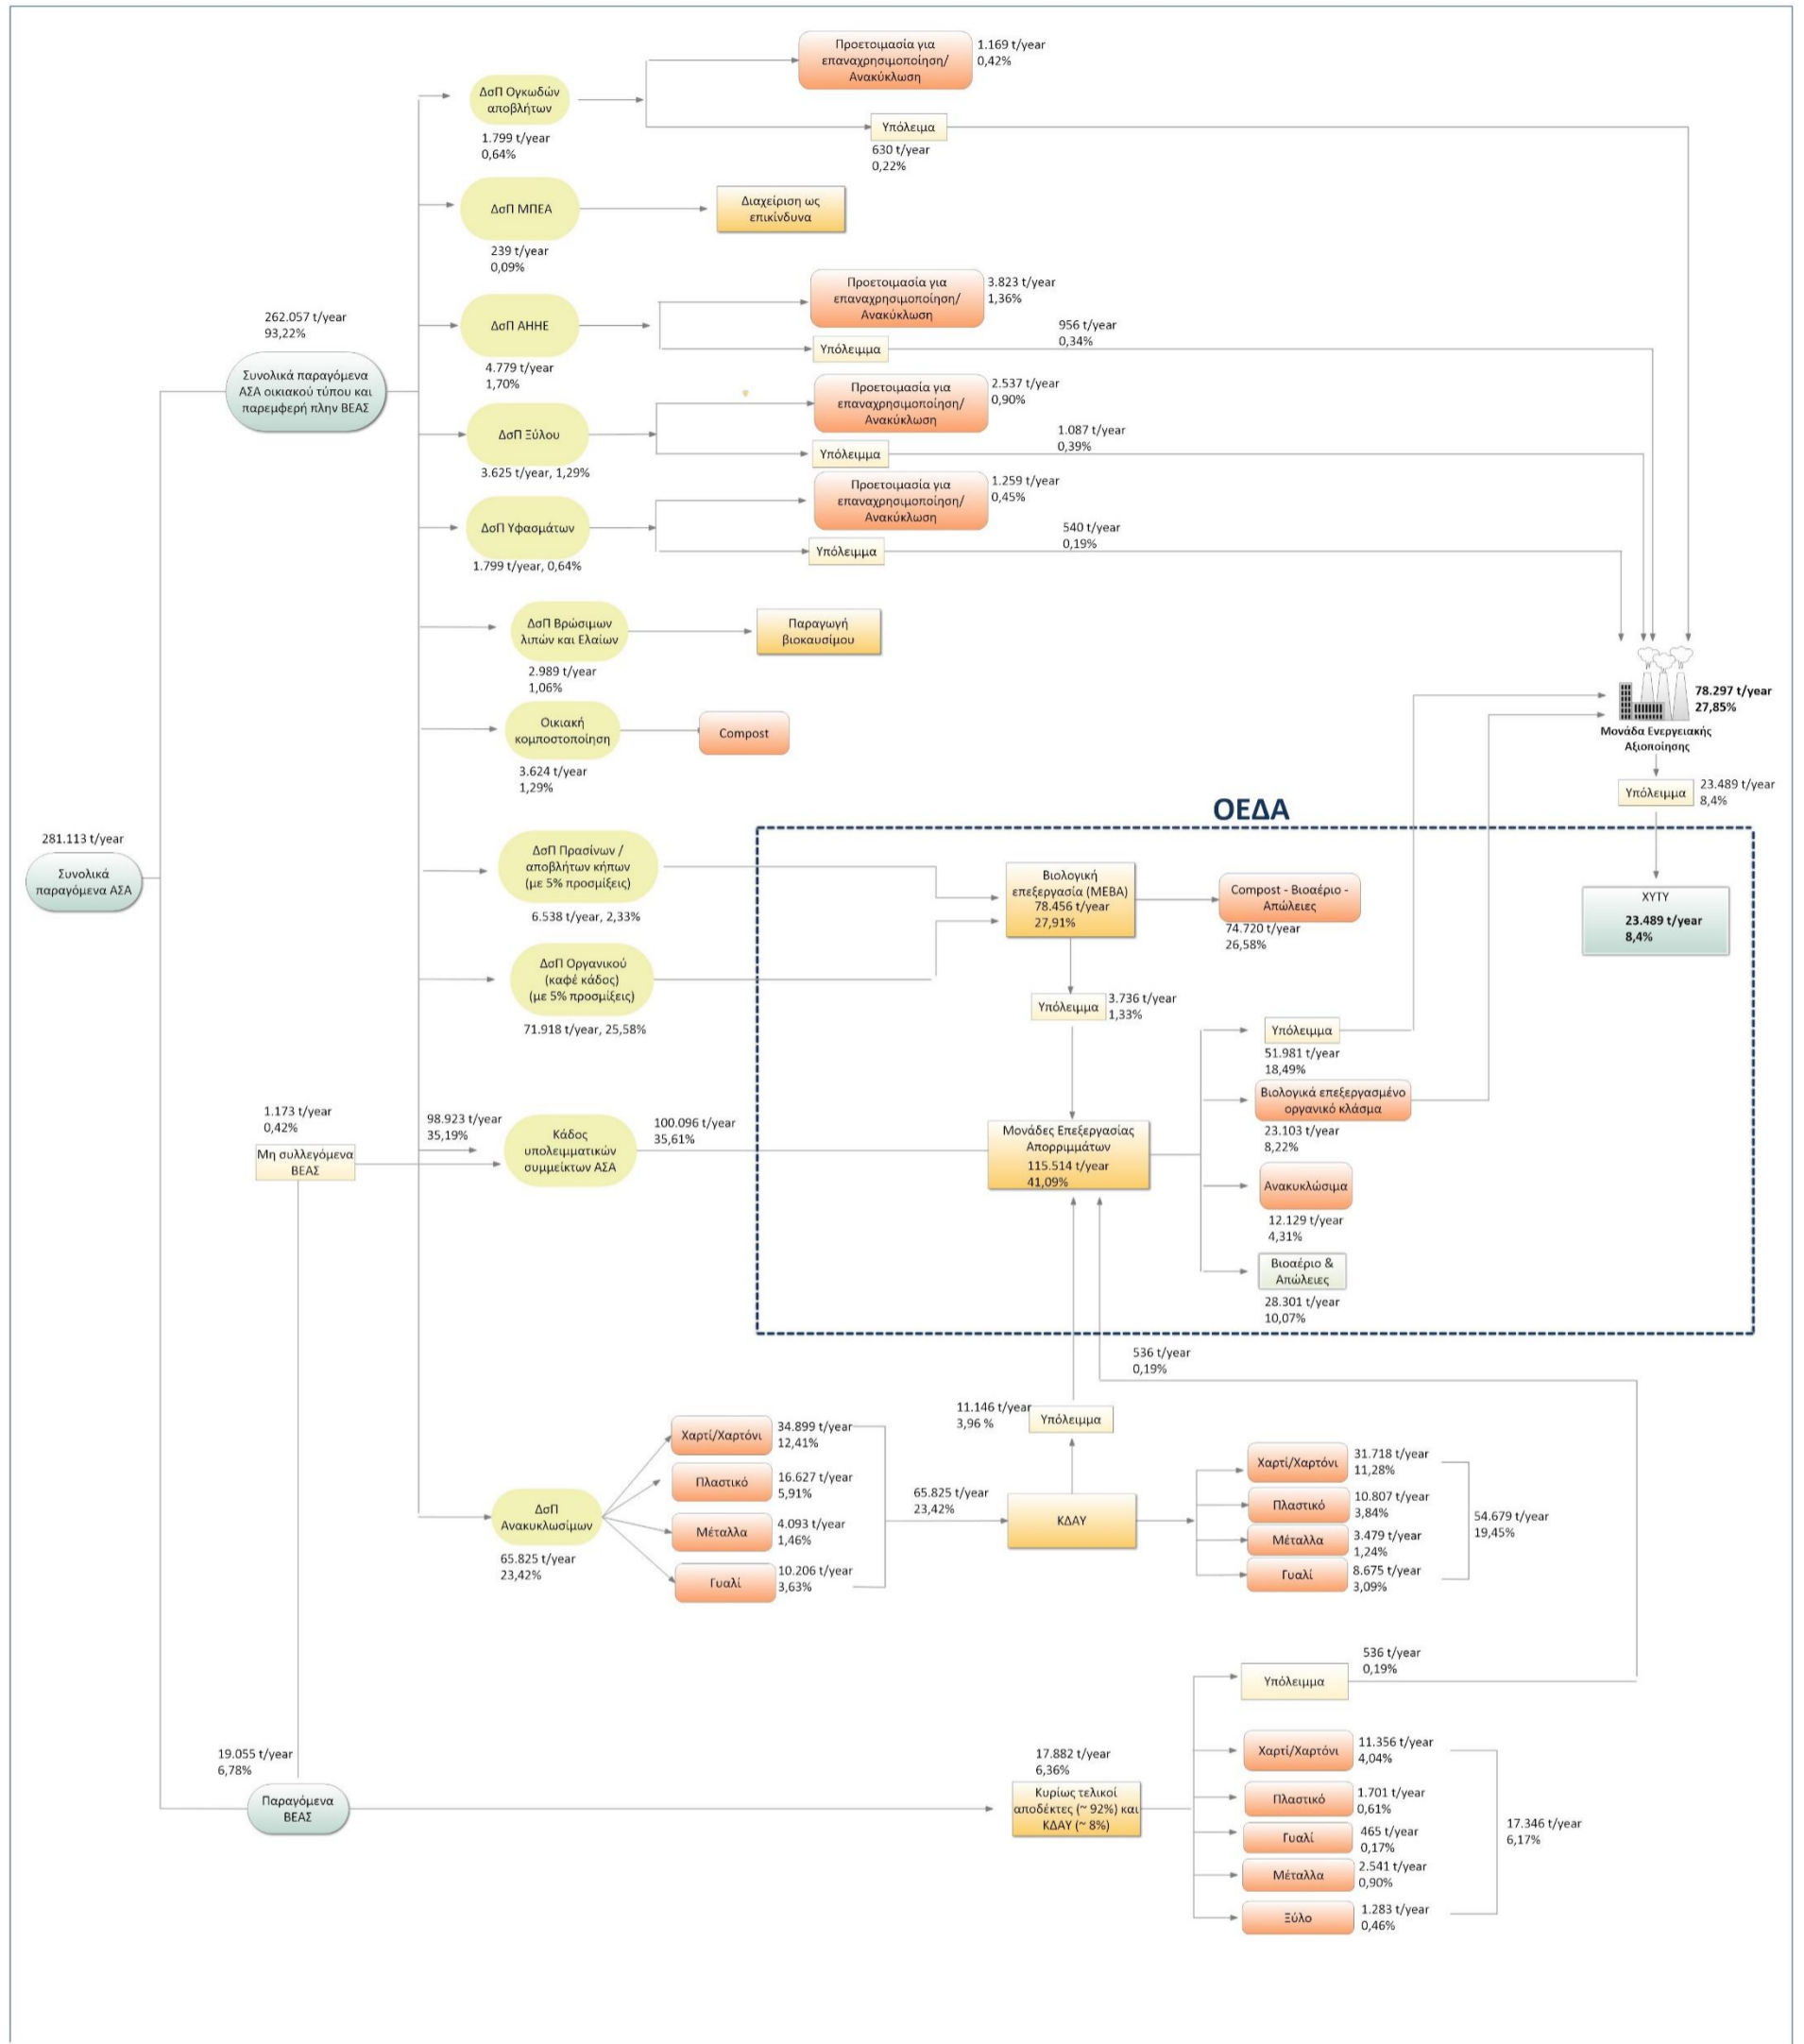 Προετοιμασία για
επαναχρησιμοποίηση/
Ανακύκλωση
1.169 t/year
0,42%
ΔσΠ Ογκωδών
αποβλήτων
1.799 t/year
0,64%
Υπόλειμα
630 t/year
0,22%
ΔσΠ ΜΠΕΑ
239 t/year
0,09%
Διαχείριση ως
επικίνδυνα
262.057 t/year
93,22%
Συνολικά παραγόμενα
ΑΣΑ οικιακού τύπου και
παρεμφερή πλην ΒΕΑΣ
ΔσΠ ΑΗΗΕ
4.779 t/year
1,70%
Προετοιμασία για
επαναχρησιμοποίηση/
Ανακύκλωση
3.823 t/year
1,36%
Υπόλειμμα
956 t/year
0,34%
ΔσΠ Ξύλου
3.625 t/year, 1,29%
Προετοιμασία για
επαναχρησιμοποίηση/
Ανακύκλωση
2.537 t/year
0,90%
Υπόλειμμα
1.087 t/year
0,39%
ΔσΠ Υφασμάτων
1.799 t/year, 0,64%
Προετοιμασία για
επαναχρησιμοποίηση/
Ανακύκλωση
1.259 t/year
0,45%
Υπόλειμμα
540 t/year
0,19%
ΔσΠ Βρώσιμων
λιπών και Ελαίων
2.989 t/year
1,06%
Παραγωγή
βιοκαυσίμου
Οικιακή
κομποστοποίηση
3.624 t/year
1,29%
Compost
78.297 t/year
27,85%
Μονάδα Ενεργειακής
Αξιοποίησης
Υπόλειμμα
23.489 t/year
8,4%
281.113 t/year
Συνολικά
παραγόμενα ΑΣΑ
ΟΕΔΑ
ΔσΠ Πρασίνων /
αποβλήτων κήπων
(με 5% προσμίξεις)
6.538 t/year, 2,33%
Βιολογική
επεξεργασία (ΜΕΒΑ)
78.456 t/year
27,91%
Compost - Βιοαέριο -
Απώλειες
74.720 t/year
26,58%
ΧΥΤΥ
23.489 t/year
8,4%
ΔσΠ Οργανικού
(καφέ κάδος)
(με 5% προσμίξεις)
71.918 t/year, 25,58%
Υπόλειμμα
3.736 t/year
1,33%
Υπόλειμμα
51.981 t/year
18,49%
Βιολογικά επεξεργασμένο
οργανικό κλάσμα
23.103 t/year
8,22%
1.173 t/year
0,42%
Μη συλλεγόμενα
ΒΕΑΣ
98.923 t/year
35,19%
Κάδος
υπολειμματικών
συμμείκτων ΑΣΑ
100.096 t/year
35,61%
Μονάδες Επεξεργασίας
Απορριμμάτων
115.514 t/year
41,09%
Ανακυκλώσιμα
12.129 t/year
4,31%
Βιοαέριο &
Απώλειες
28.301 t/year
10,07%
536 t/year
0,19%
11.146 t/year
3,96 %
Υπόλειμμα
ΔσΠ
Ανακυκλωσίμων
65.825 t/year
23,42%
Χαρτί/Χαρτόνι
34.899 t/year
12,41%
Πλαστικό
16.627 t/year
5,91%
Μέταλλα
4.093 t/year
1,46%
Γυαλί
10.206 t/year
3,63%
65.825 t/year
23,42%
ΚΔΑΥ
Χαρτί/Χαρτόνι
31.718 t/year
11,28%
Πλαστικό
10.807 t/year
3,84%
Μέταλλα
3.479 t/year
1,24%
Γυαλί
8.675 t/year
3,09%
54.679 t/year
19,45%
Υπόλειμμα
536 t/year
0,19%
19.055 t/year
6,78%
Παραγόμενα
ΒΕΑΣ
17.882 t/year
6,36%
Κυρίως τελικοί
αποδέκτες (~ 92%) και
ΚΔΑΥ (~ 8%)
Χαρτί/Χαρτόνι
11.356 t/year
4,04%
Πλαστικό
1.701 t/year
0,61%
Γυαλί
465 t/year
0,17%
Μέταλλα
2.541 t/year
0,90%
Ξύλο
1.283 t/year
0,46%
17.346 t/year
6,17%